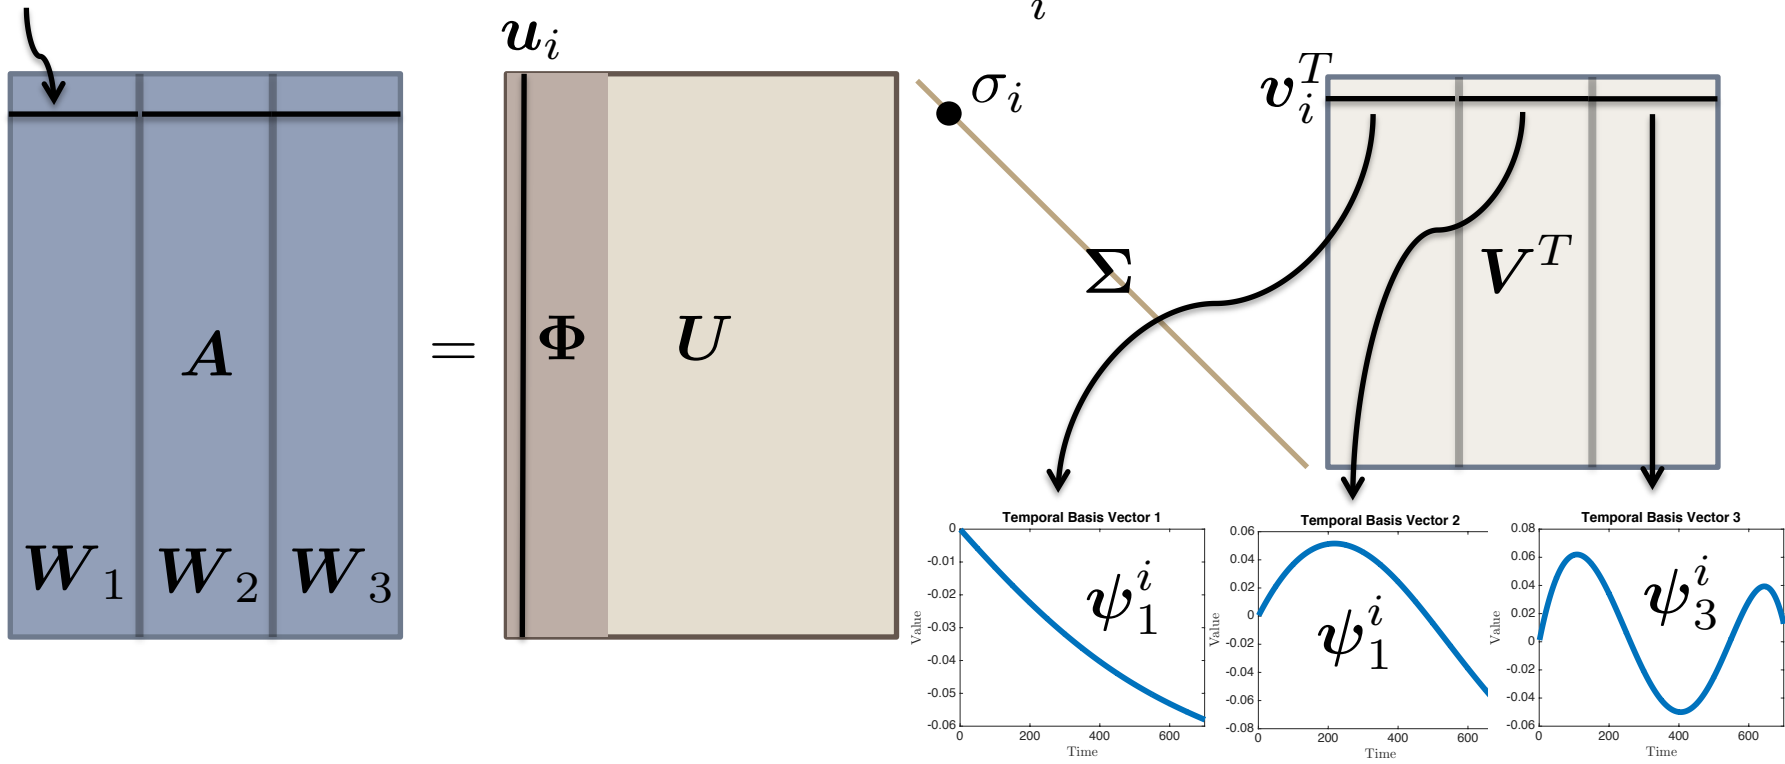 i
u_i
σ_i
v_i^T
A
=
Φ
U
Σ
V^T
W_1 W_2 W_3
Temporal Basis Vector 1
0
-0.01
-0.02
-0.03
-0.04
-0.05
-0.06
Value
ψ_1^i
0 200 400 600
Time
Temporal Basis Vector 2
0.06
0.04
0.02
0
-0.02
-0.04
-0.06
-0.08
Value
ψ_1^i
0 200 400 600
Time
Temporal Basis Vector 3
0.08
0.06
0.04
0.02
0
-0.02
-0.04
-0.06
Value
ψ_3^i
0 200 400 600
Time